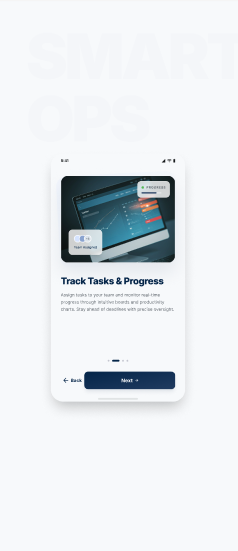 SMART
OPS
9:41
PROGRESS
Team Assigned
Track Tasks & Progress
Assign tasks to your team and monitor real-time
progress through intuitive boards and productivity
charts. Stay ahead of deadlines with precise oversight.
← Back
Next →